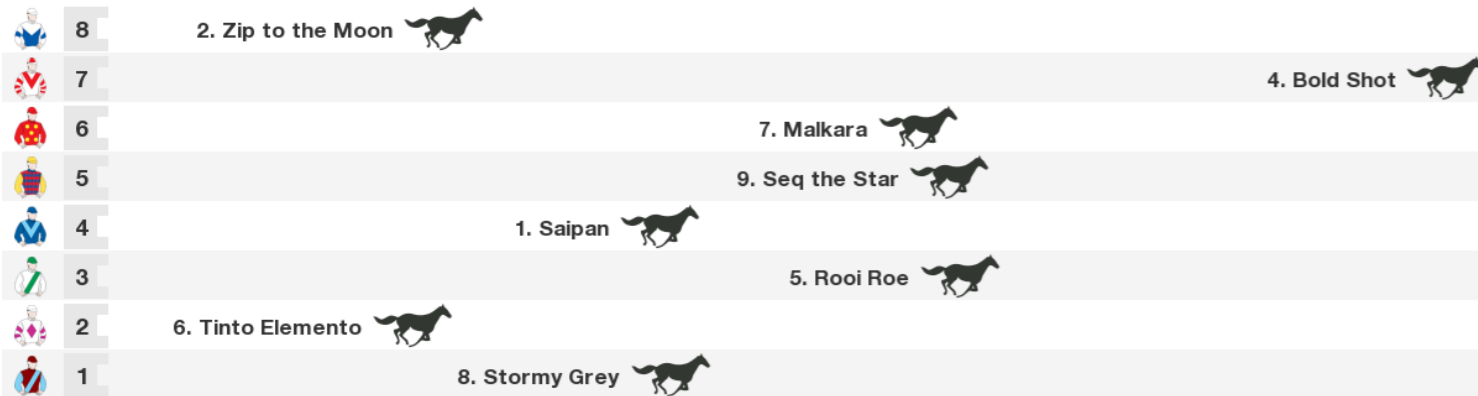 8 2. Zip to the Moon
7 4. Bold Shot
6 7. Malkara
5 9. Seq the Star
4 1. Saipan
3 5. Rooi Roe
2 6. Tinto Elemento
1 8. Stormy Grey